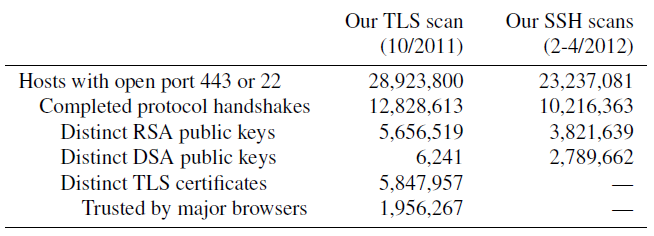 Our TLS scan Our SSH scans
(10/2011) (2-4/2012)
Hosts with open port 443 or 22 28,923,800 23,237,081
Completed protocol handshakes 12,828,613 10,216,363
Distinct RSA public keys 5,656,519 3,821,639
Distinct DSA public keys 6,241 2,789,662
Distinct TLS certificates 5,847,957 —
Trusted by major browsers 1,956,267 —